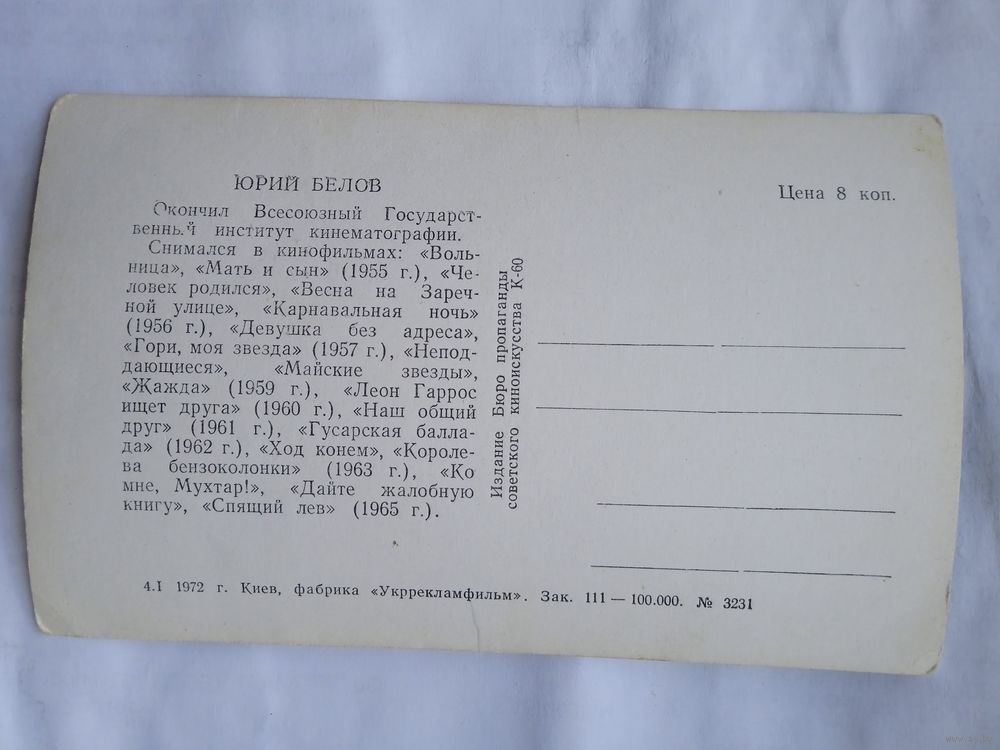 ЮРИЙ БЕЛОВ
Окончил Всесоюзный Государст-
венный институт кинематографии.
Снимался в кинофильмах: «Воль-
ница», «Мать и сын» (1955 г.), «Че-
ловек родился», «Весна на Зареч-
ной улице», «Карнавальная ночь»
(1956 г.), «Девушка без адреса»,
«Гори, моя звезда» (1957 г.), «Непод-
дающиеся», «Майские звезды»,
«Жажда» (1959 г.), «Леон Гаррос
ищет друга» (1960 г.), «Наш общий
друг» (1961 г.), «Гусарская балла-
да» (1962 г.), «Ход конем», «Короле-
ва бензоколонки» (1963 г.), «Ко
мне, Мухтар!», «Дайте жалобную
книгу», «Спящий лев» (1965 г.).
Издание Бюро пропаганды
советского киноискусства К-60
Цена 8 коп.
4.I 1972 г. Киев, фабрика «Укррекламфильм». Зак. 111 — 100.000. № 3231